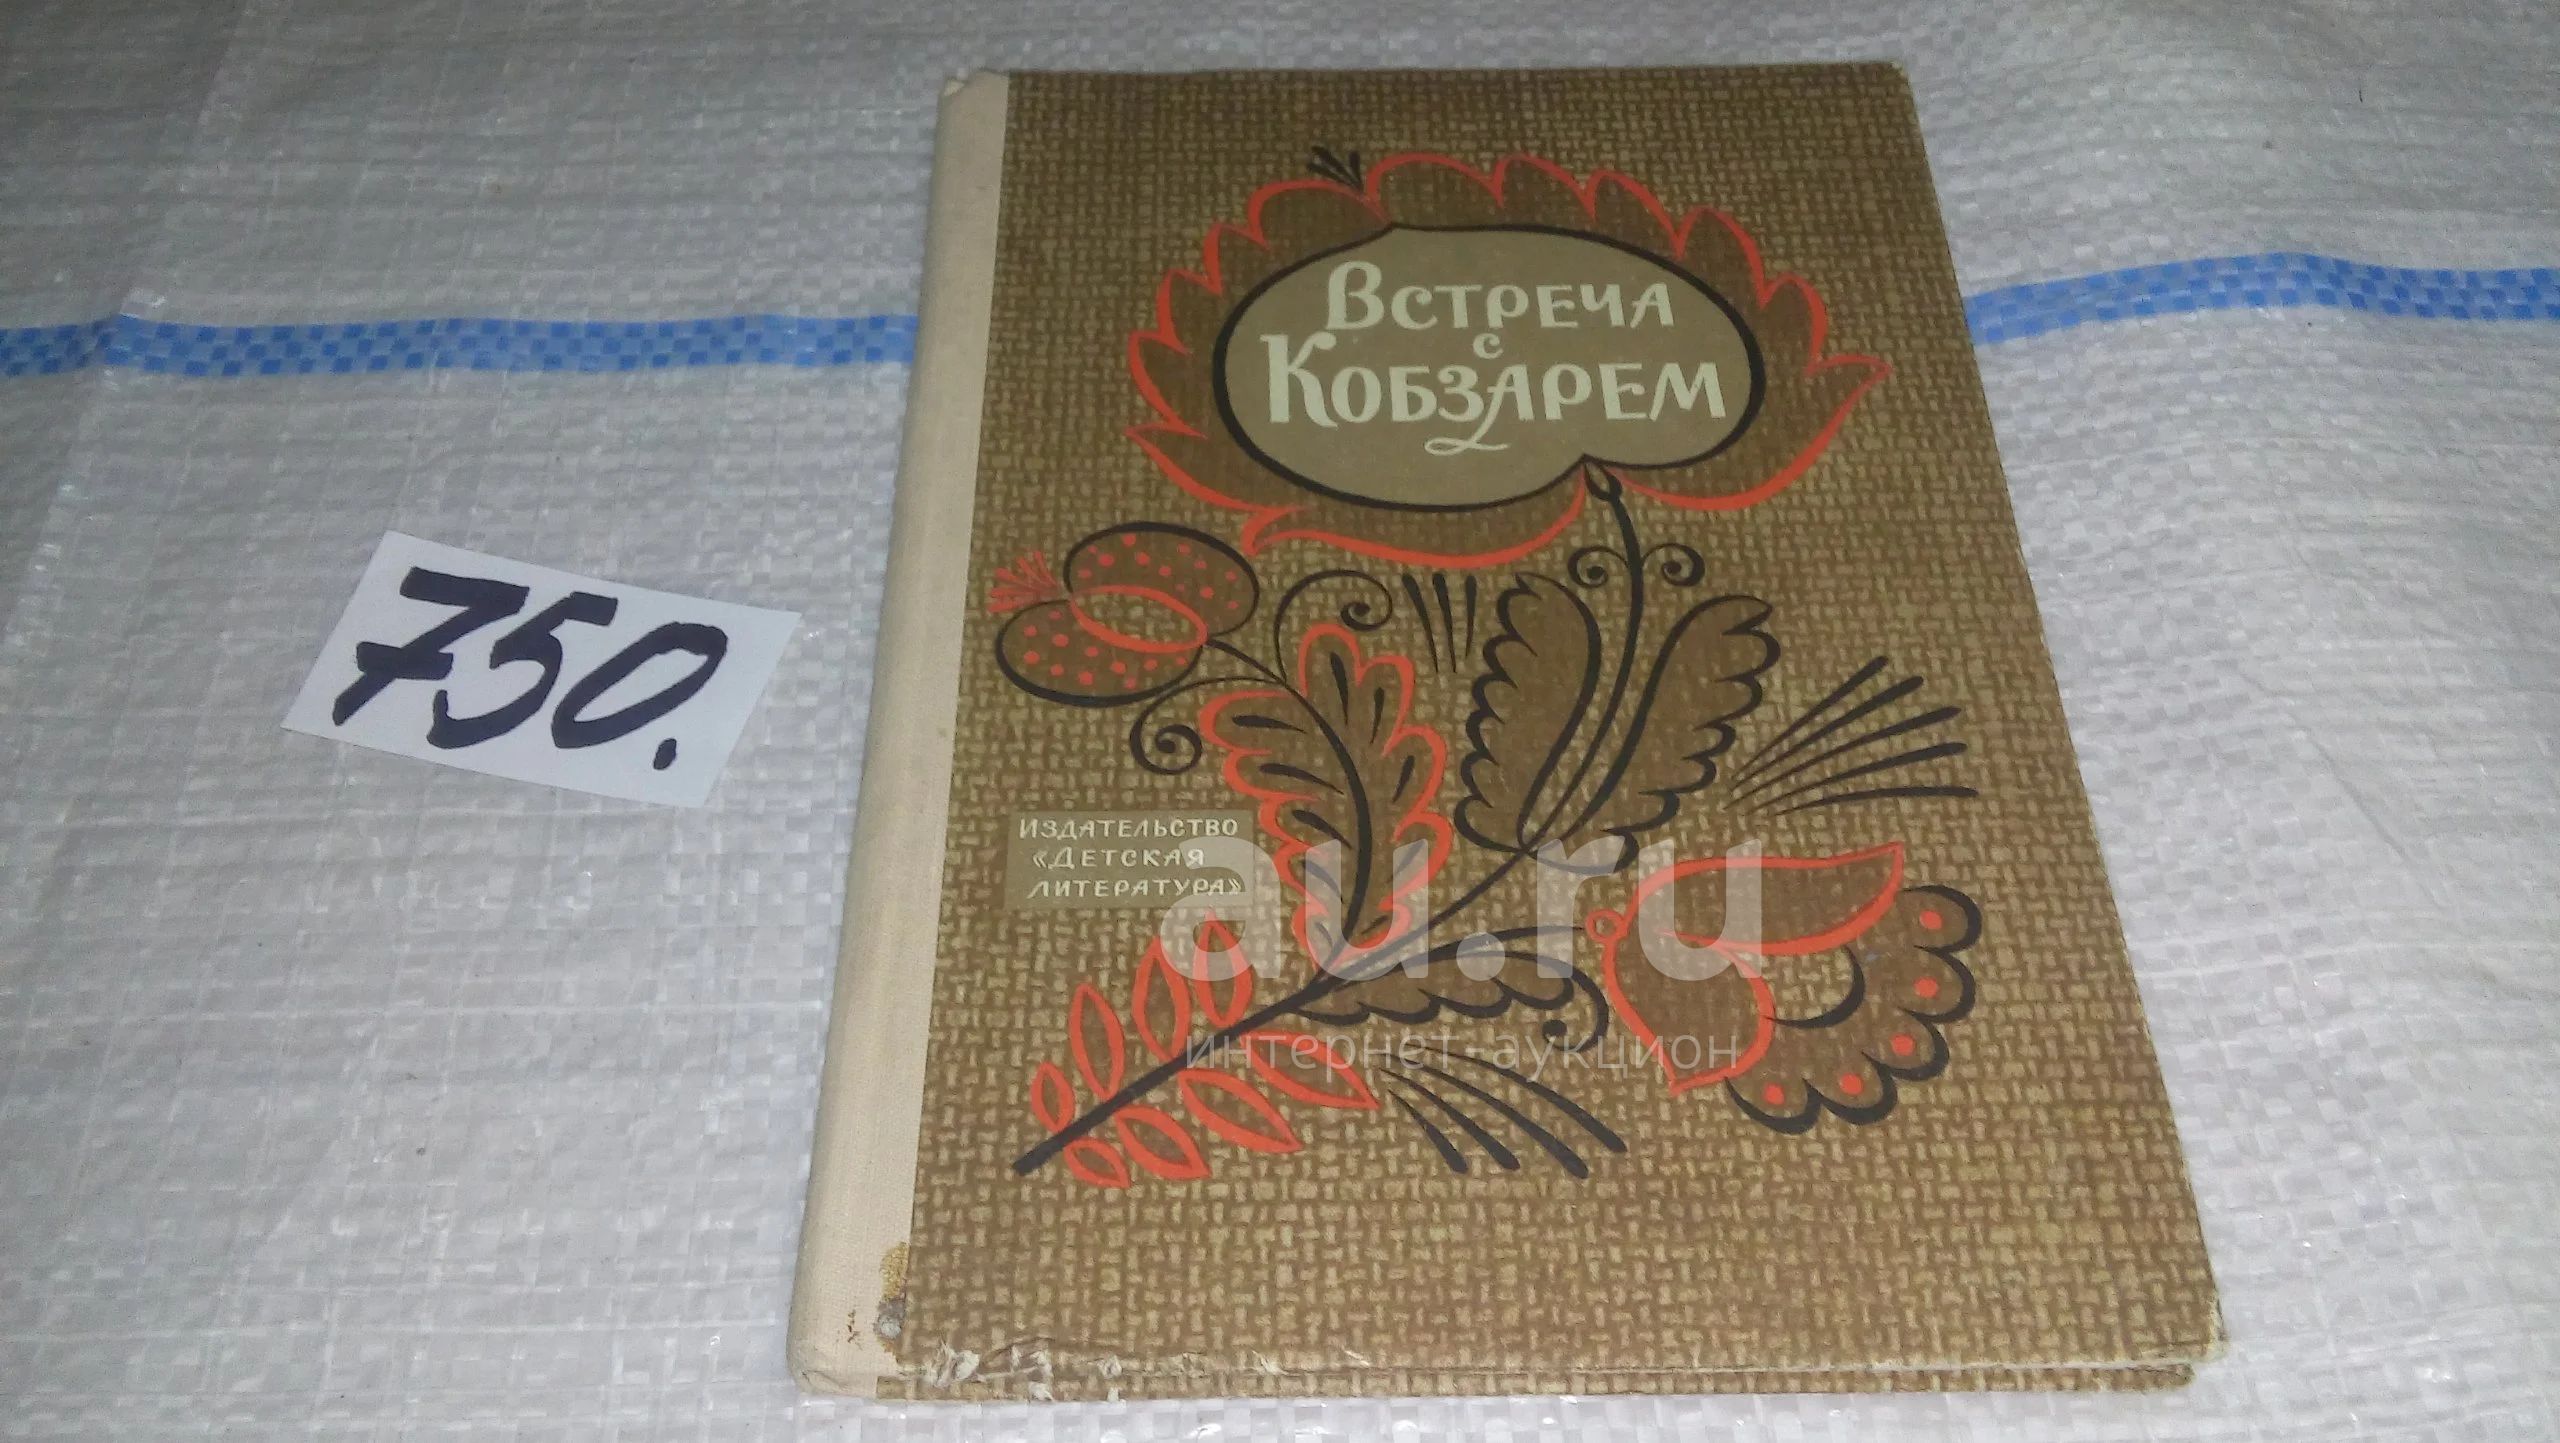 Встреча
с
Кобзарем
750.
издательство
«Детская
литература»
au.ru
интернет-аукцион